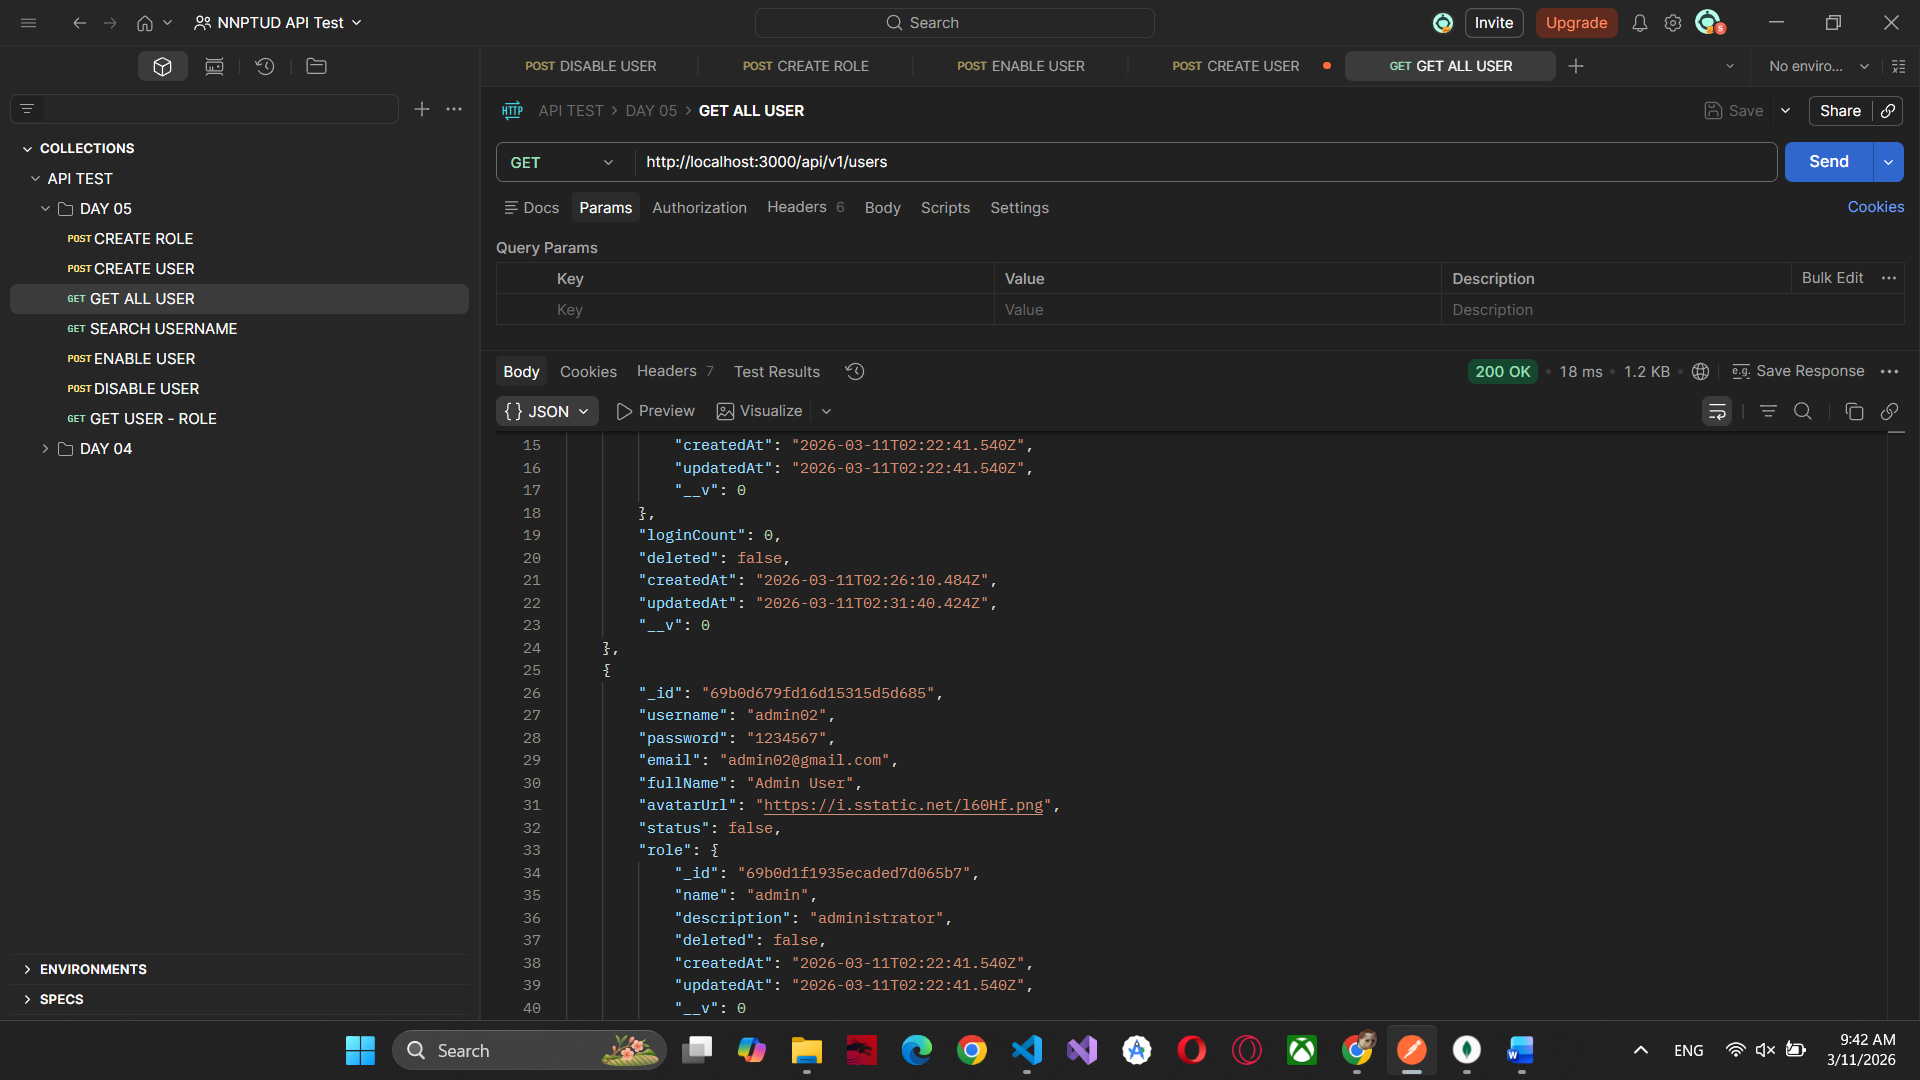 NNPTUD API Test
Search
Invite
Upgrade
POST DISABLE USER
POST CREATE ROLE
POST ENABLE USER
POST CREATE USER
GET GET ALL USER
No enviro...
HTTP API TEST > DAY 05 > GET ALL USER
Save
Share
COLLECTIONS
API TEST
DAY 05
POST CREATE ROLE
POST CREATE USER
GET GET ALL USER
GET SEARCH USERNAME
POST ENABLE USER
POST DISABLE USER
GET GET USER - ROLE
DAY 04
ENVIRONMENTS
SPECS
GET
http://localhost:3000/api/v1/users
Send
Docs Params Authorization Headers 6 Body Scripts Settings
Cookies
Query Params
Key Value Description Bulk Edit
Key Value Description
Body Cookies Headers 7 Test Results
200 OK • 18 ms • 1.2 KB • e.g. Save Response
{} JSON Preview Visualize
15 "createdAt": "2026-03-11T02:22:41.540Z",
16 "updatedAt": "2026-03-11T02:22:41.540Z",
17 "__v": 0
18 },
19 "loginCount": 0,
20 "deleted": false,
21 "createdAt": "2026-03-11T02:26:10.484Z",
22 "updatedAt": "2026-03-11T02:31:40.424Z",
23 "__v": 0
24 },
25 {
26 "_id": "69b0d679fd16d15315d5d685",
27 "username": "admin02",
28 "password": "1234567",
29 "email": "admin02@gmail.com",
30 "fullName": "Admin User",
31 "avatarUrl": "https://i.sstatic.net/l60Hf.png",
32 "status": false,
33 "role": {
34 "_id": "69b0d1f1935ecaded7d065b7",
35 "name": "admin",
36 "description": "administrator",
37 "deleted": false,
38 "createdAt": "2026-03-11T02:22:41.540Z",
39 "updatedAt": "2026-03-11T02:22:41.540Z",
40 "__v": 0
Search
ENG
9:42 AM
3/11/2026